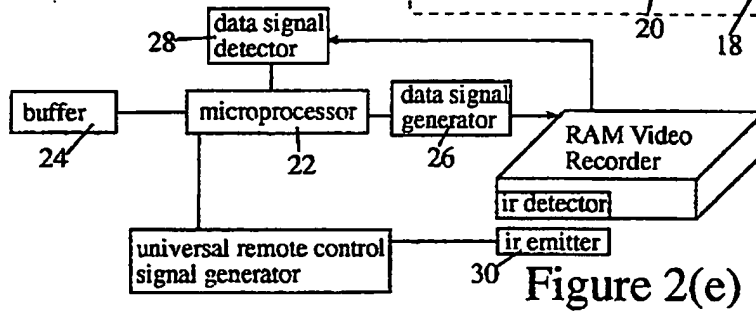 20
18
28
data signal
detector
buffer
24
microprocessor
22
data signal
generator
26
RAM Video
Recorder
ir detector
universal remote control
signal generator
ir emitter
30
Figure 2(e)